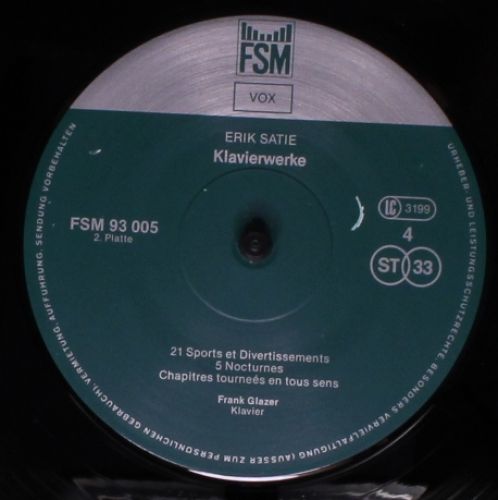 FSM
VOX
ERIK SATIE
Klavierwerke
FSM 93 005
2. Platte
LC 3199
4
ST 33
21 Sports et Divertissements
5 Nocturnes
Chapitres tourneés en tous sens
Frank Glazer
Klavier
URHEBER- UND LEISTUNGSSCHUTZRECHTE, BESONDERS VERVIELFÄLTIGUNG (AUSSER ZUM PERSÖNLICHEN GEBRAUCH), VERMIETUNG, AUFFÜHRUNG, SENDUNG VORBEHALTEN